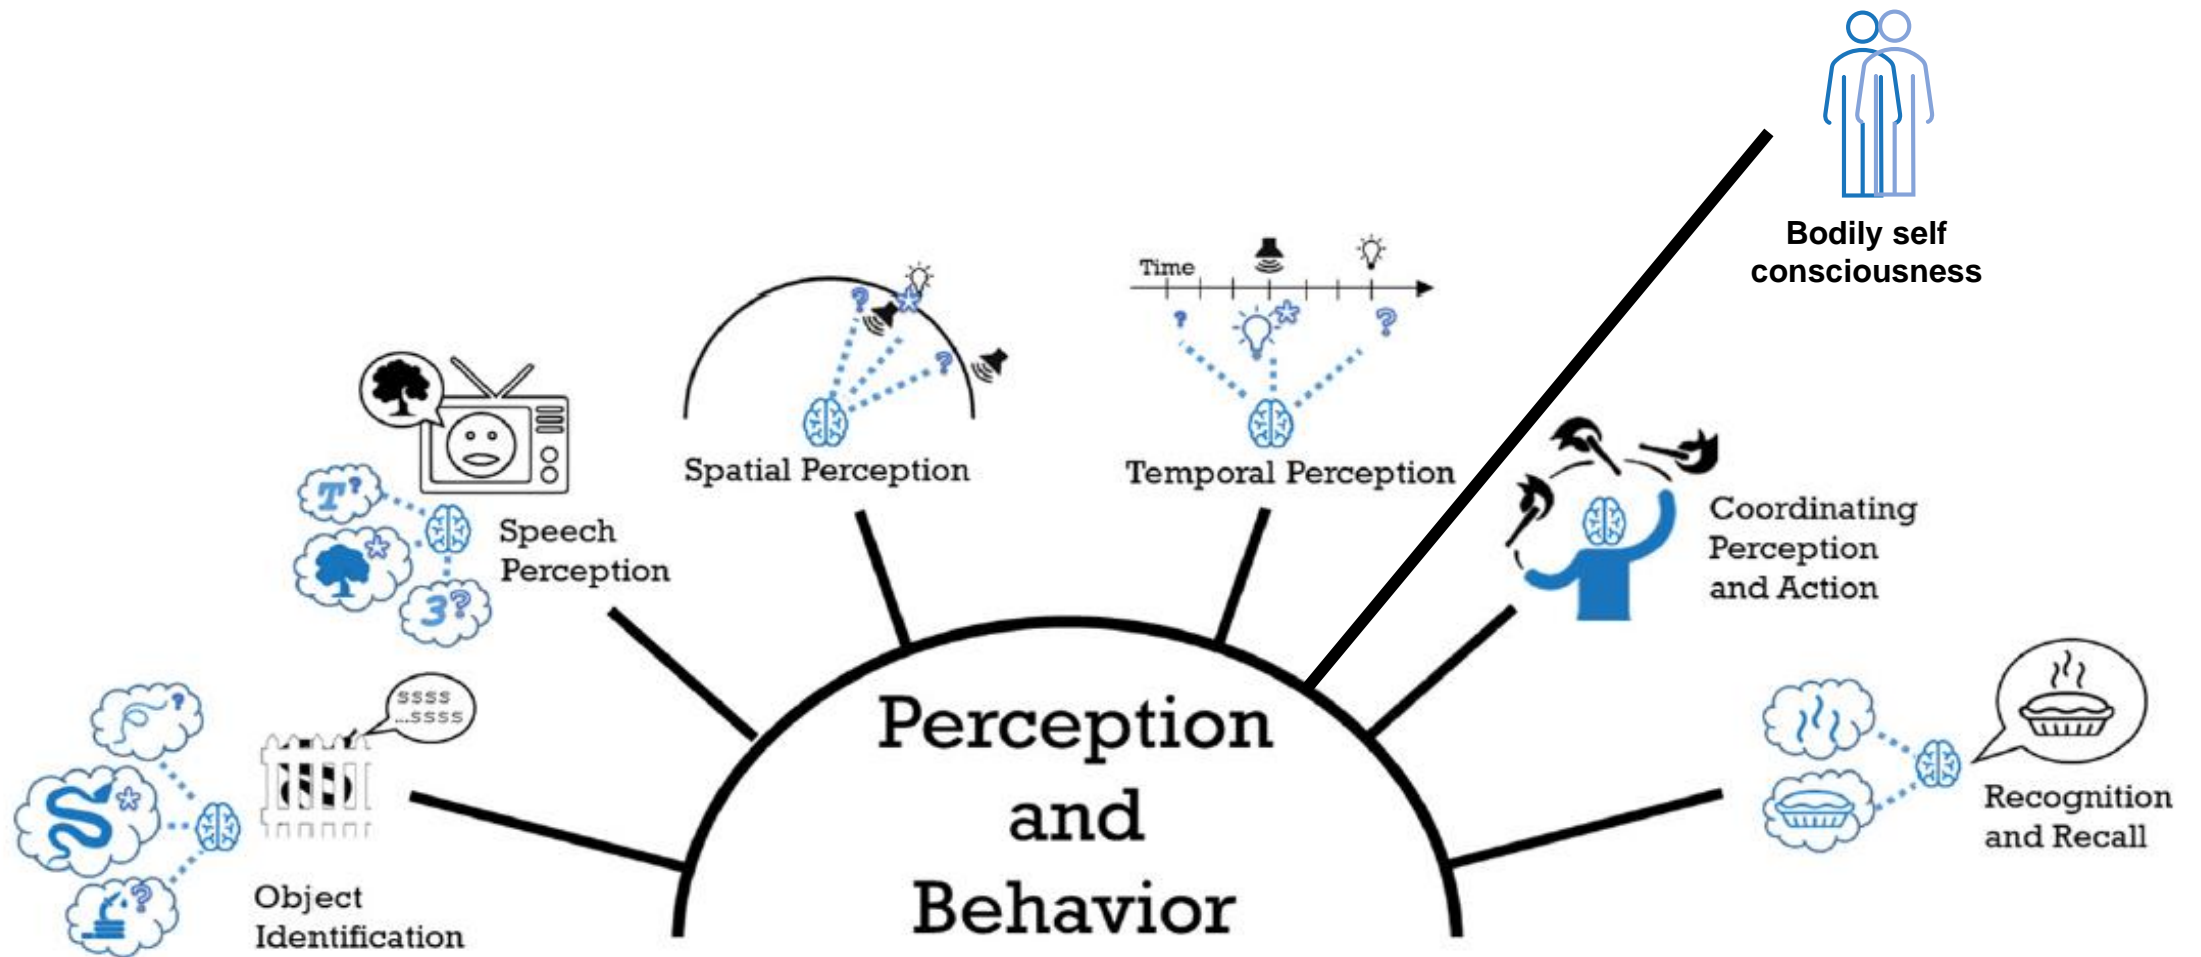 Bodily self
consciousness
Time
?
?
?
?
Spatial Perception
Temporal Perception
T?
3?
Speech
Perception
Coordinating
Perception
and Action
ssss
...ssss
?
?
Object
Identification
Perception
and
Behavior
Recognition
and Recall